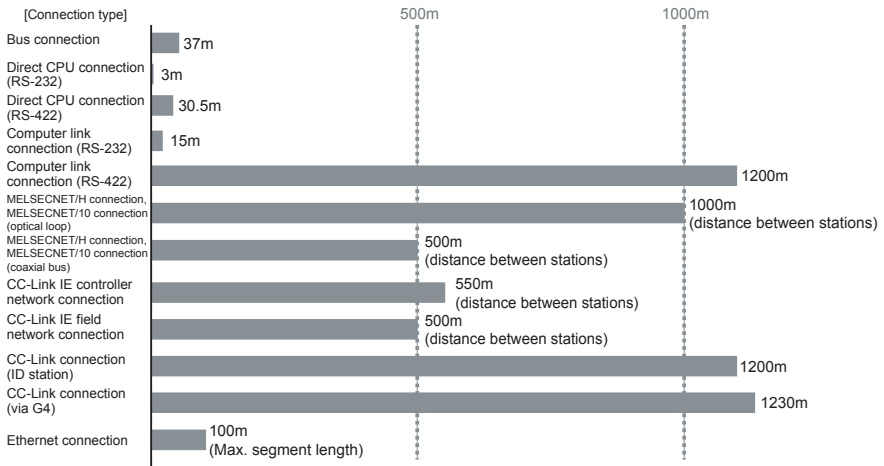 [Connection type]
500m
1000m
Bus connection
37m
Direct CPU connection
(RS-232)
3m
Direct CPU connection
(RS-422)
30.5m
Computer link
connection (RS-232)
15m
Computer link
connection (RS-422)
1200m
MELSECNET/H connection,
MELSECNET/10 connection
(optical loop)
1000m
(distance between stations)
MELSECNET/H connection,
MELSECNET/10 connection
(coaxial bus)
500m
(distance between stations)
CC-Link IE controller
network connection
550m
(distance between stations)
CC-Link IE field
network connection
500m
(distance between stations)
CC-Link connection
(ID station)
1200m
CC-Link connection
(via G4)
1230m
Ethernet connection
100m
(Max. segment length)